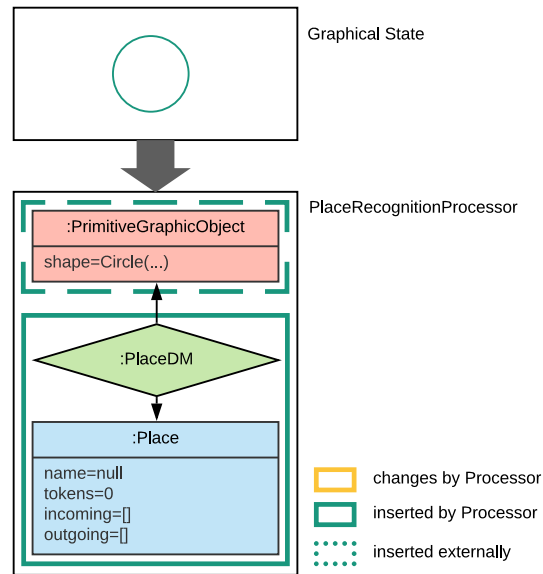 Graphical State
PlaceRecognitionProcessor
:PrimitiveGraphicObject
shape=Circle(...)
:PlaceDM
:Place
name=null
tokens=0
incoming=[]
outgoing=[]
changes by Processor
inserted by Processor
inserted externally